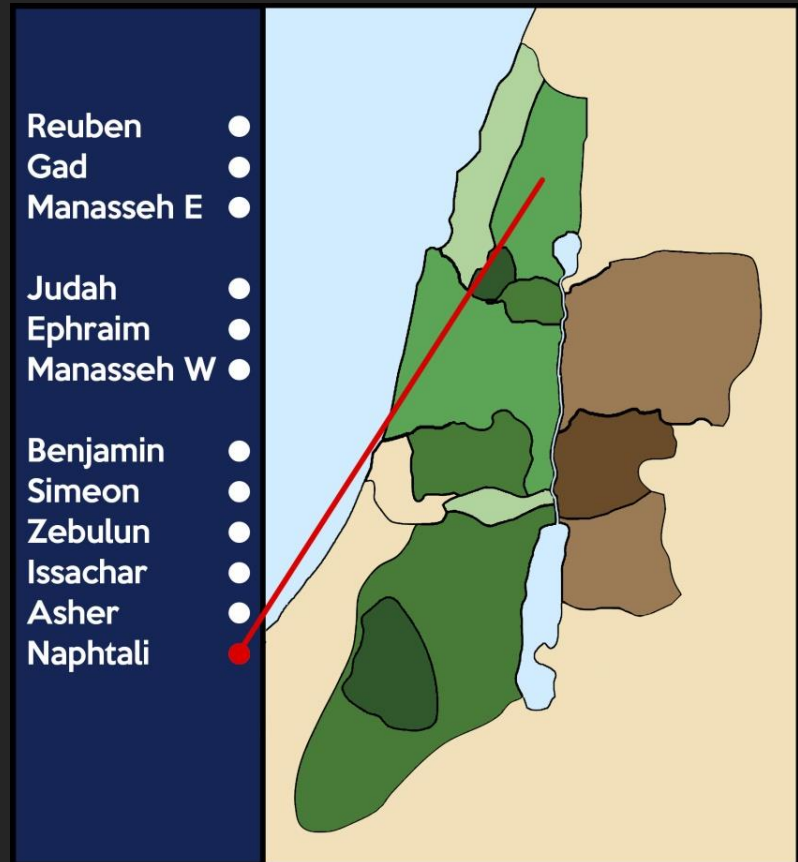 Reuben
Gad
Manasseh E
Judah
Ephraim
Manasseh W
Benjamin
Simeon
Zebulun
Issachar
Asher
Naphtali